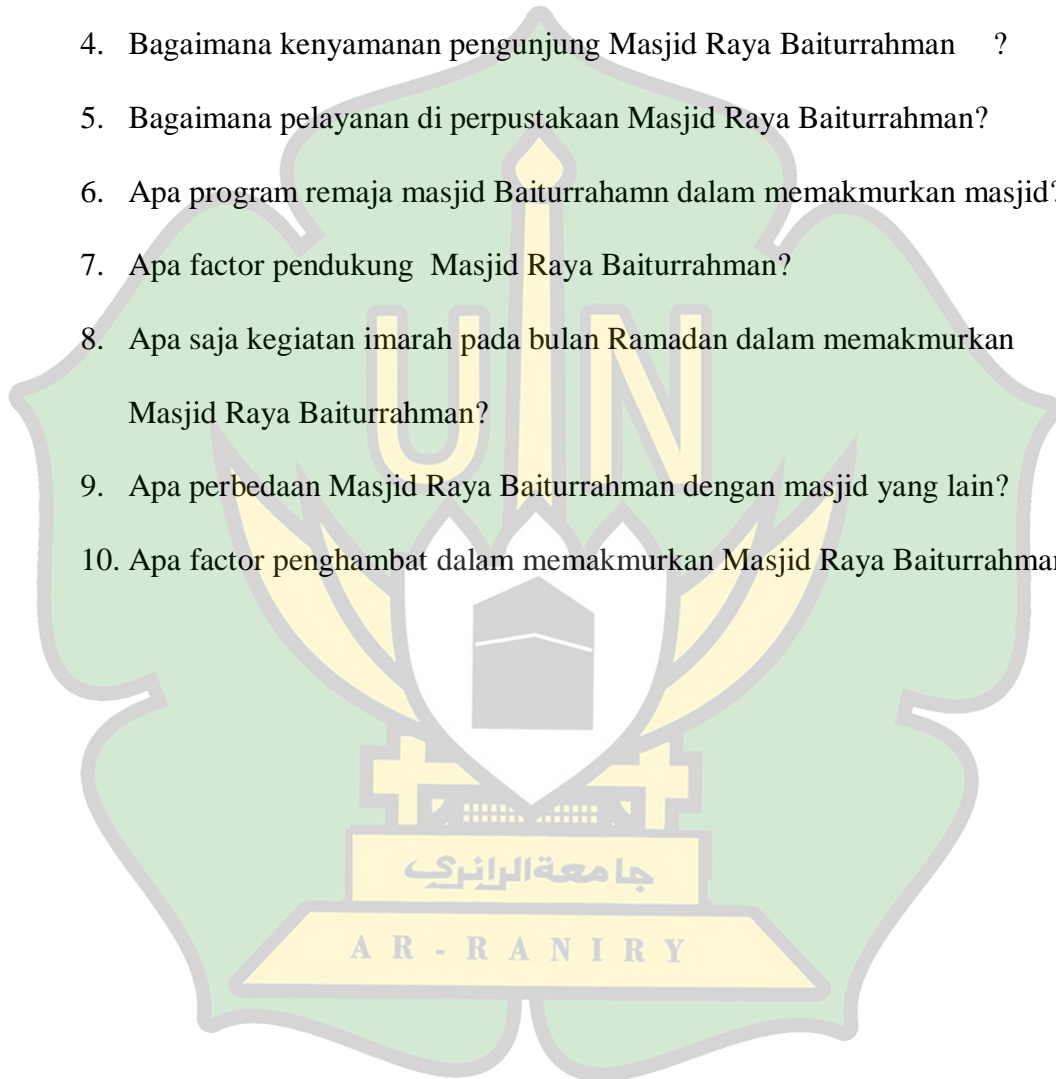 4. Bagaimana kenyamanan pengunjung Masjid Raya Baiturrahman ?
5. Bagaimana pelayanan di perpustakaan Masjid Raya Baiturrahman?
6. Apa program remaja masjid Baiturrahamn dalam memakmurkan masjid?
7. Apa factor pendukung Masjid Raya Baiturrahman?
8. Apa saja kegiatan imarah pada bulan Ramadan dalam memakmurkan
Masjid Raya Baiturrahman?
9. Apa perbedaan Masjid Raya Baiturrahman dengan masjid yang lain?
10. Apa factor penghambat dalam memakmurkan Masjid Raya Baiturrahman
UIN
جامعة الرانري
AR-RANIRY